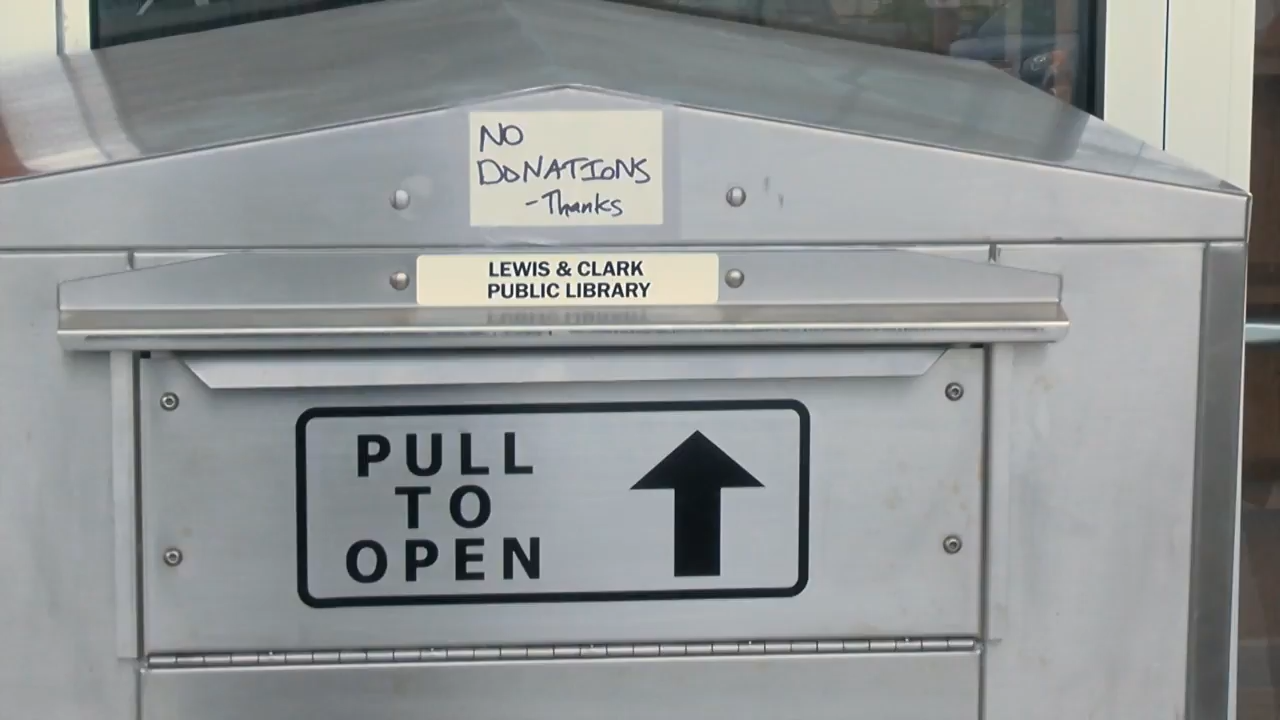 NO
DONATIONS
-Thanks
LEWIS & CLARK
PUBLIC LIBRARY
PULL
TO
OPEN